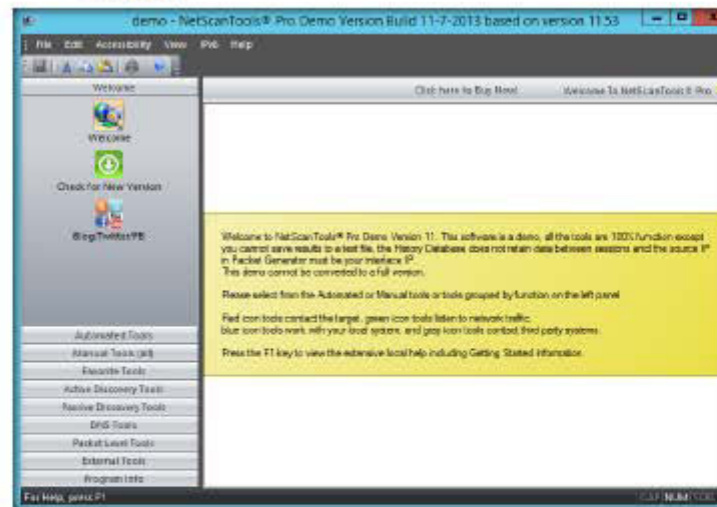 demo - NetScanTools® Pro Demo Version Build 11-7-2013 based on version 11.53
File Edit Accessibility View IPv6 Help
Welcome
Click here to Buy Now! Welcome To NetScanTools® Pro
Welcome
Check for New Version
Blog/Twitter/FB
Welcome to NetScanTools® Pro Demo Version 11. This software is a demo, all the tools are 100% function except
you cannot save results to a text file, the History Database does not retain data between sessions and the source IP
in Packet Generator must be your interface IP.
This demo cannot be converted to a full version.
Please select from the Automated or Manual tools or tools grouped by function on the left panel
Red icon tools contact the target, green icon tools listen to network traffic,
blue icon tools work with your local system, and gray icon tools contact third party systems.
Press the F1 key to view the extensive local help including Getting Started information.
Automated Tools
Manual Tools (all)
Favorite Tools
Active Discovery Tools
Passive Discovery Tools
DNS Tools
Packet Level Tools
External Tools
Program Info
For Help, press F1
CAP NUM SCRL